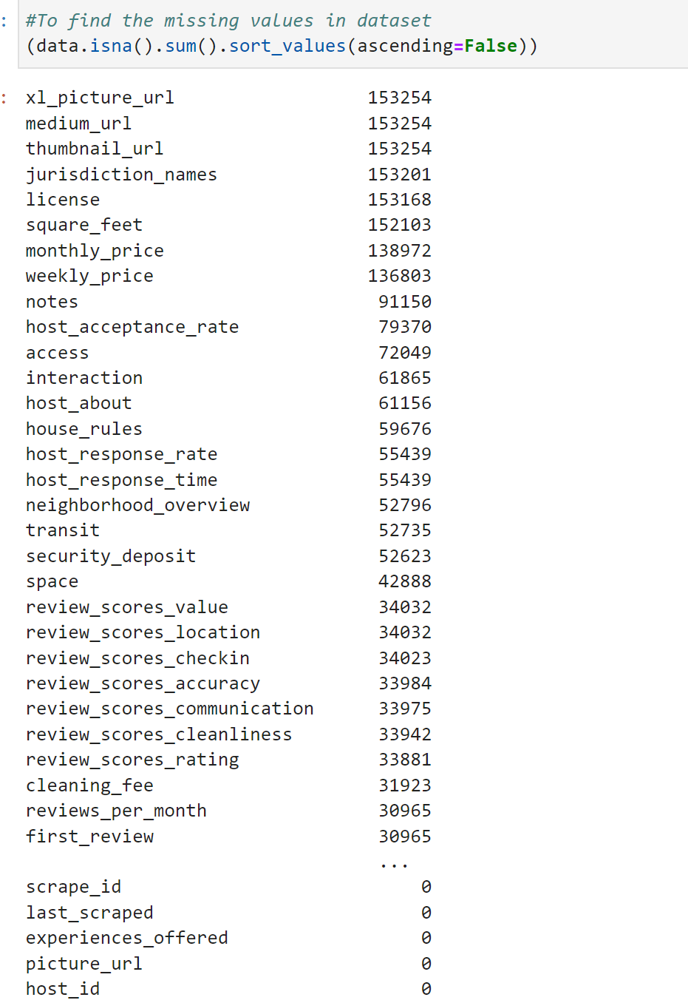 : #To find the missing values in dataset
(data.isna().sum().sort_values(ascending=False))
: xl_picture_url 153254
medium_url 153254
thumbnail_url 153254
jurisdiction_names 153201
license 153168
square_feet 152103
monthly_price 138972
weekly_price 136803
notes 91150
host_acceptance_rate 79370
access 72049
interaction 61865
host_about 61156
house_rules 59676
host_response_rate 55439
host_response_time 55439
neighborhood_overview 52796
transit 52735
security_deposit 52623
space 42888
review_scores_value 34032
review_scores_location 34032
review_scores_checkin 34023
review_scores_accuracy 33984
review_scores_communication 33975
review_scores_cleanliness 33942
review_scores_rating 33881
cleaning_fee 31923
reviews_per_month 30965
first_review 30965
...
scrape_id 0
last_scraped 0
experiences_offered 0
picture_url 0
host_id 0